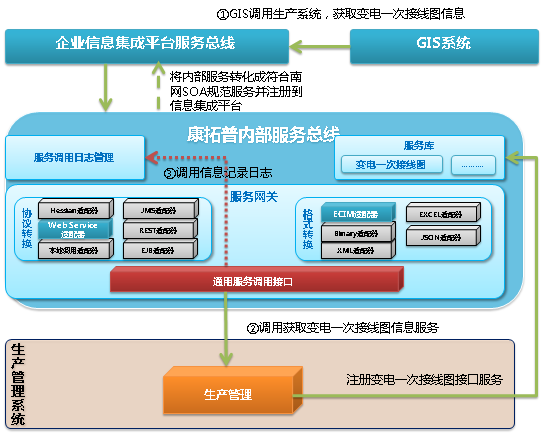 ①GIS调用生产系统，获取变电一次接线图信息
企业信息集成平台服务总线
GIS系统
将内部服务转化成符合南
网SOA规范服务并注册到
信息集成平台
康拓普内部服务总线
服务调用日志管理
服务库
变电一次接线图
...........
③调用信息记录日志
服务网关
协议转换
Hessian适配器
JMS适配器
Web Service
适配器
REST适配器
本地调用适配器
EJB适配器
格式转换
ECIM适配器
EXCEL适配器
Binary适配器
JSON适配器
XML适配器
通用服务调用接口
②调用获取变电一次接线图信息服务
生产管理系统
生产管理
注册变电一次接线图接口服务